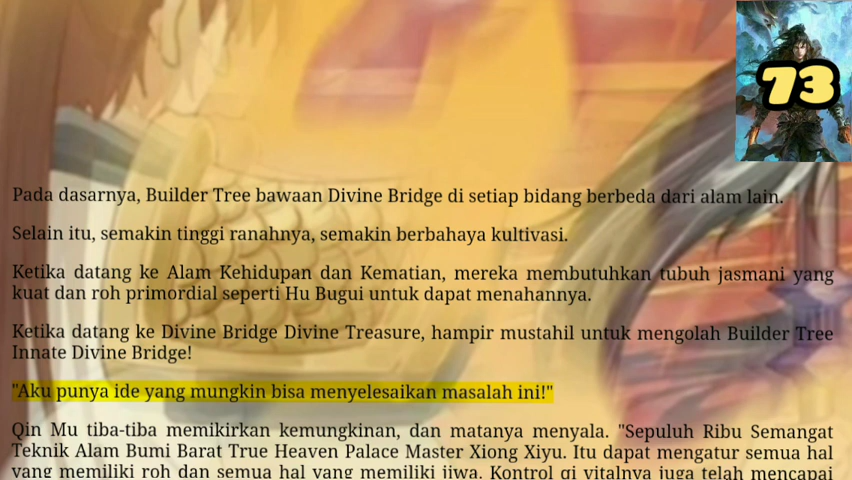 73
Pada dasarnya, Builder Tree bawaan Divine Bridge di setiap bidang berbeda dari alam lain.
Selain itu, semakin tinggi ranahnya, semakin berbahaya kultivasi.
Ketika datang ke Alam Kehidupan dan Kematian, mereka membutuhkan tubuh jasmani yang
kuat dan roh primordial seperti Hu Bugui untuk dapat menahannya.
Ketika datang ke Divine Bridge Divine Treasure, hampir mustahil untuk mengolah Builder Tree
Innate Divine Bridge!
"Aku punya ide yang mungkin bisa menyelesaikan masalah ini!"
Qin Mu tiba-tiba memikirkan kemungkinan, dan matanya menyala. "Sepuluh Ribu Semangat
Teknik Alam Bumi Barat True Heaven Palace Master Xiong Xiyu. Itu dapat mengatur semua hal
yang memiliki roh dan semua hal yang memiliki jiwa. Kontrol qi vitalnya juga telah mencapai